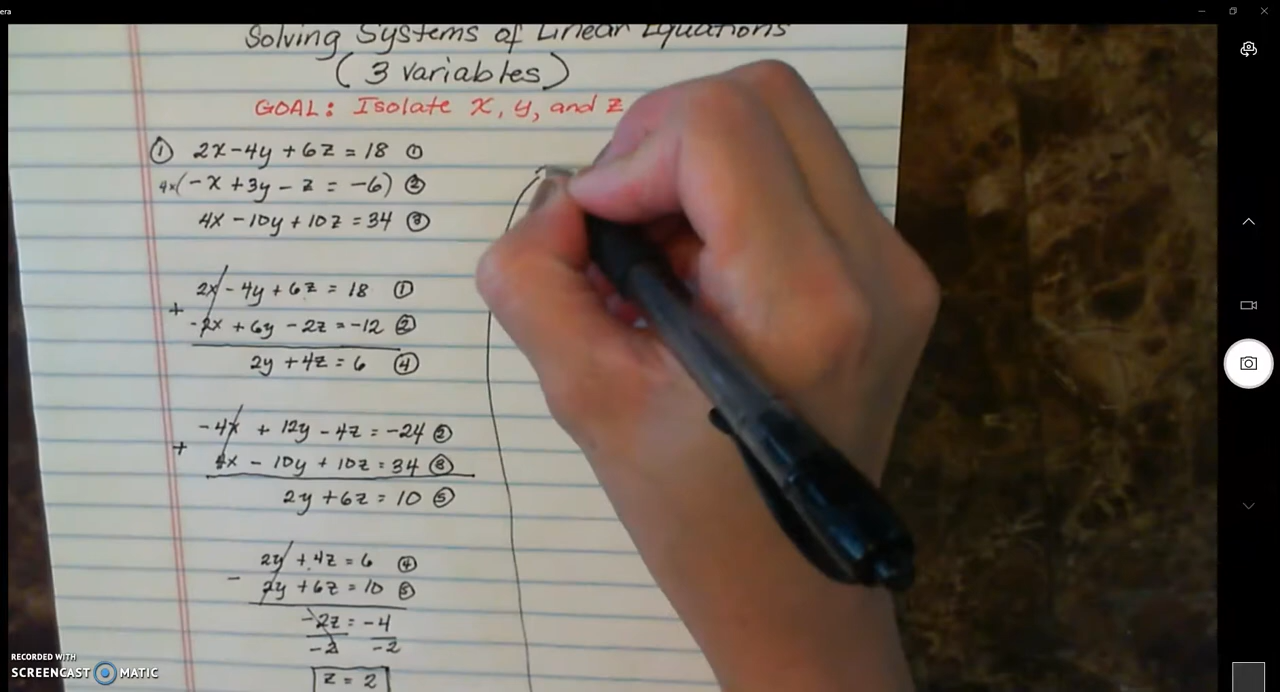 era
Solving Systems of Linear Equations
(3 variables)
GOAL: Isolate x, y, and z
① 2x - 4y + 6z = 18 ①
4x(-x + 3y - z = -6) ②
4x - 10y + 10z = 34 ③
2x - 4y + 6z = 18 ①
+ -2x + 6y - 2z = -12 ②
2y + 4z = 6 ④
-4x + 12y - 4z = -24 ②
+ 4x - 10y + 10z = 34 ③
2y + 6z = 10 ⑤
2y + 4z = 6 ④
- 2y + 6z = 10 ⑤
-2z = -4
-2 -2
z = 2
RECORDED WITH
SCREENCAST MATIC